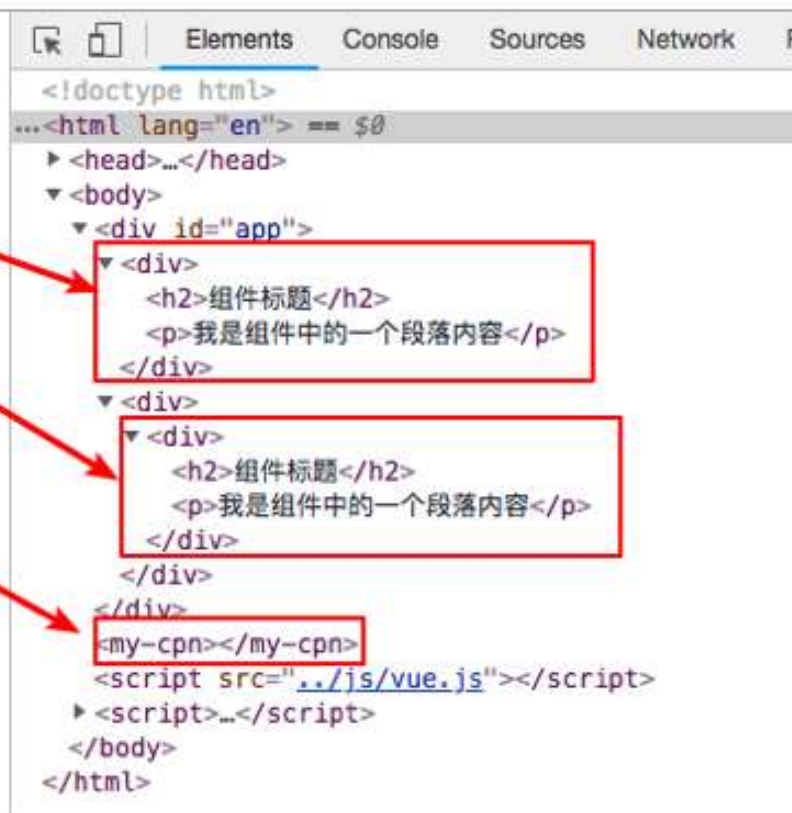 Elements Console Sources Network
<!doctype html>
...<html lang="en"> == $0
▶<head>…</head>
▼<body>
▼<div id="app">
▼<div>
<h2>组件标题</h2>
<p>我是组件中的一个段落内容</p>
</div>
▼<div>
▼<div>
<h2>组件标题</h2>
<p>我是组件中的一个段落内容</p>
</div>
</div>
</div>
<my-cpn></my-cpn>
<script src="../js/vue.js"></script>
▶<script>…</script>
</body>
</html>